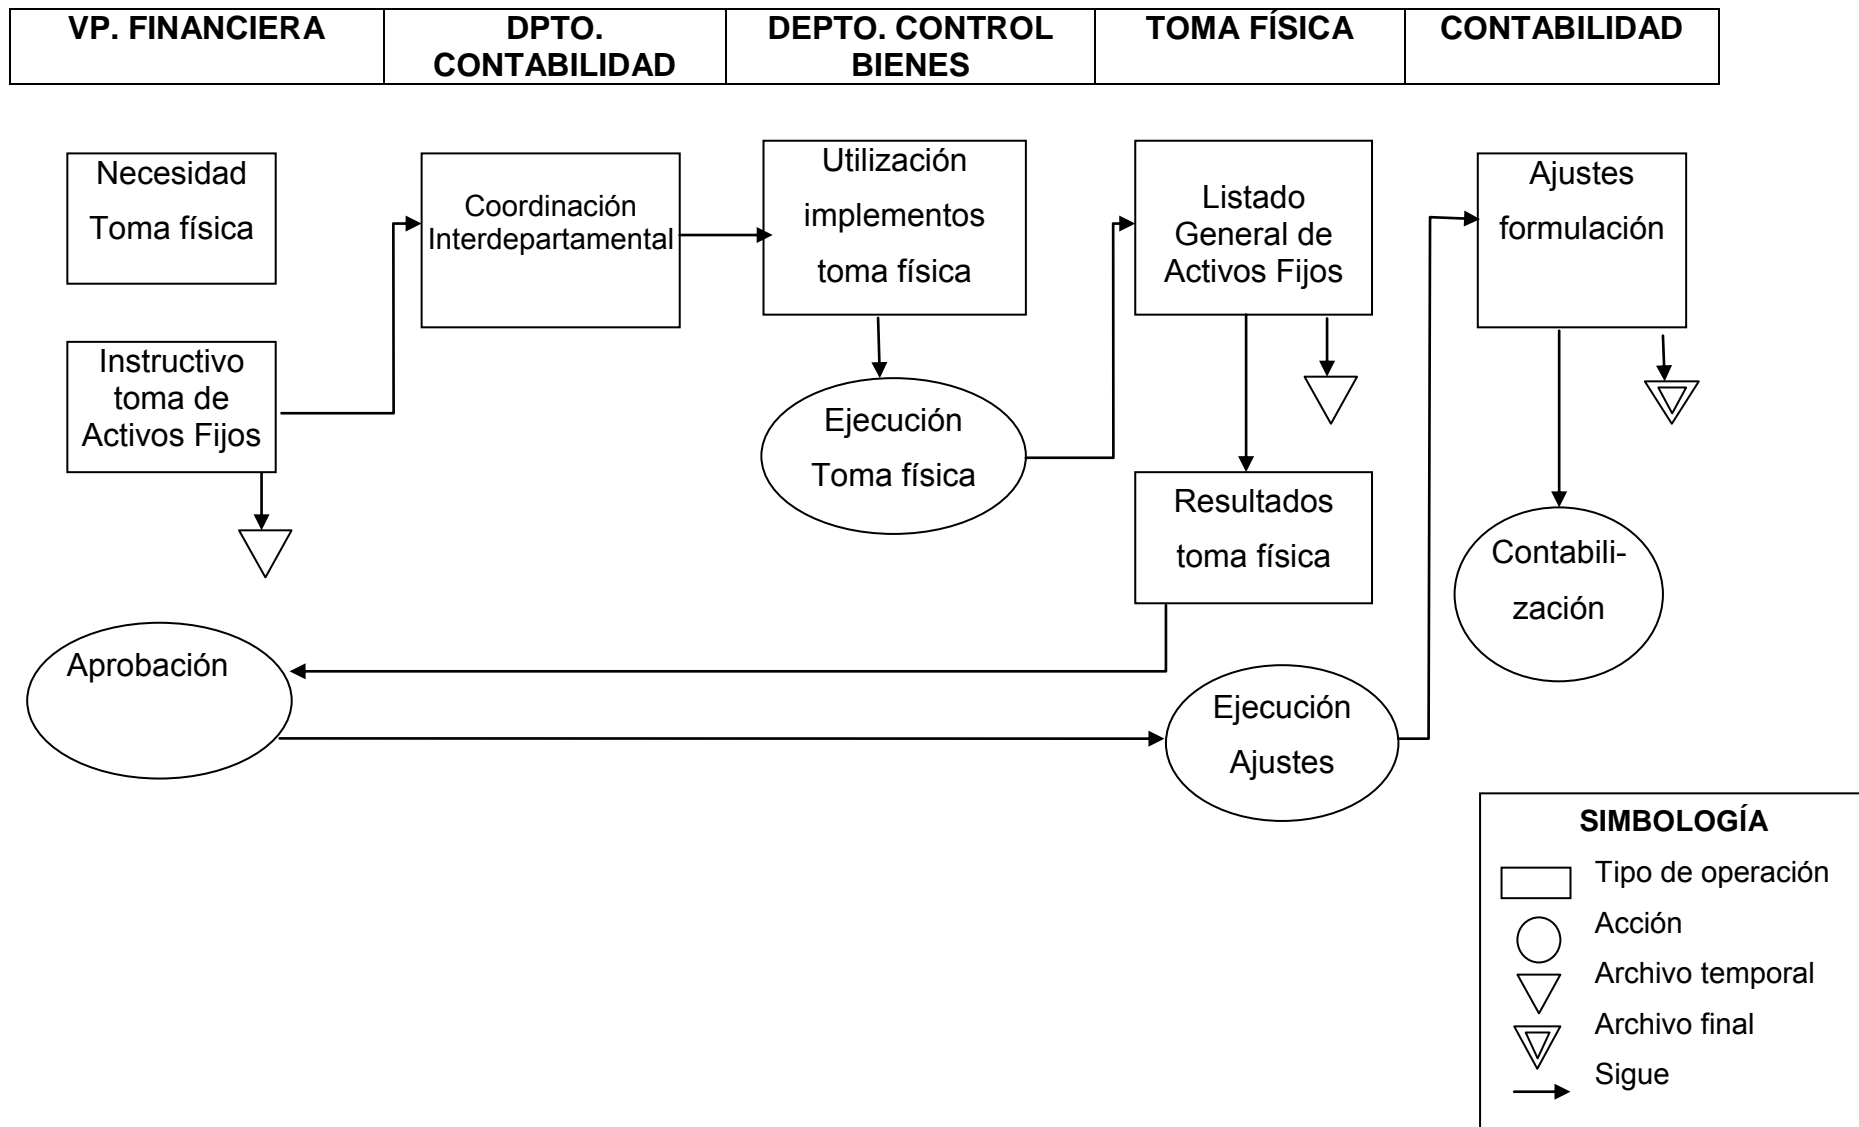 VP. FINANCIERA
DPTO.
CONTABILIDAD
DEPTO. CONTROL
BIENES
TOMA FÍSICA
CONTABILIDAD
Necesidad
Toma física
Instructivo
toma de
Activos Fijos
Aprobación
Coordinación
Interdepartamental
Utilización
implementos
toma física
Ejecución
Toma física
Listado
General de
Activos Fijos
Resultados
toma física
Ejecución
Ajustes
Ajustes
formulación
Contabili-
zación
SIMBOLOGÍA
Tipo de operación
Acción
Archivo temporal
Archivo final
Sigue